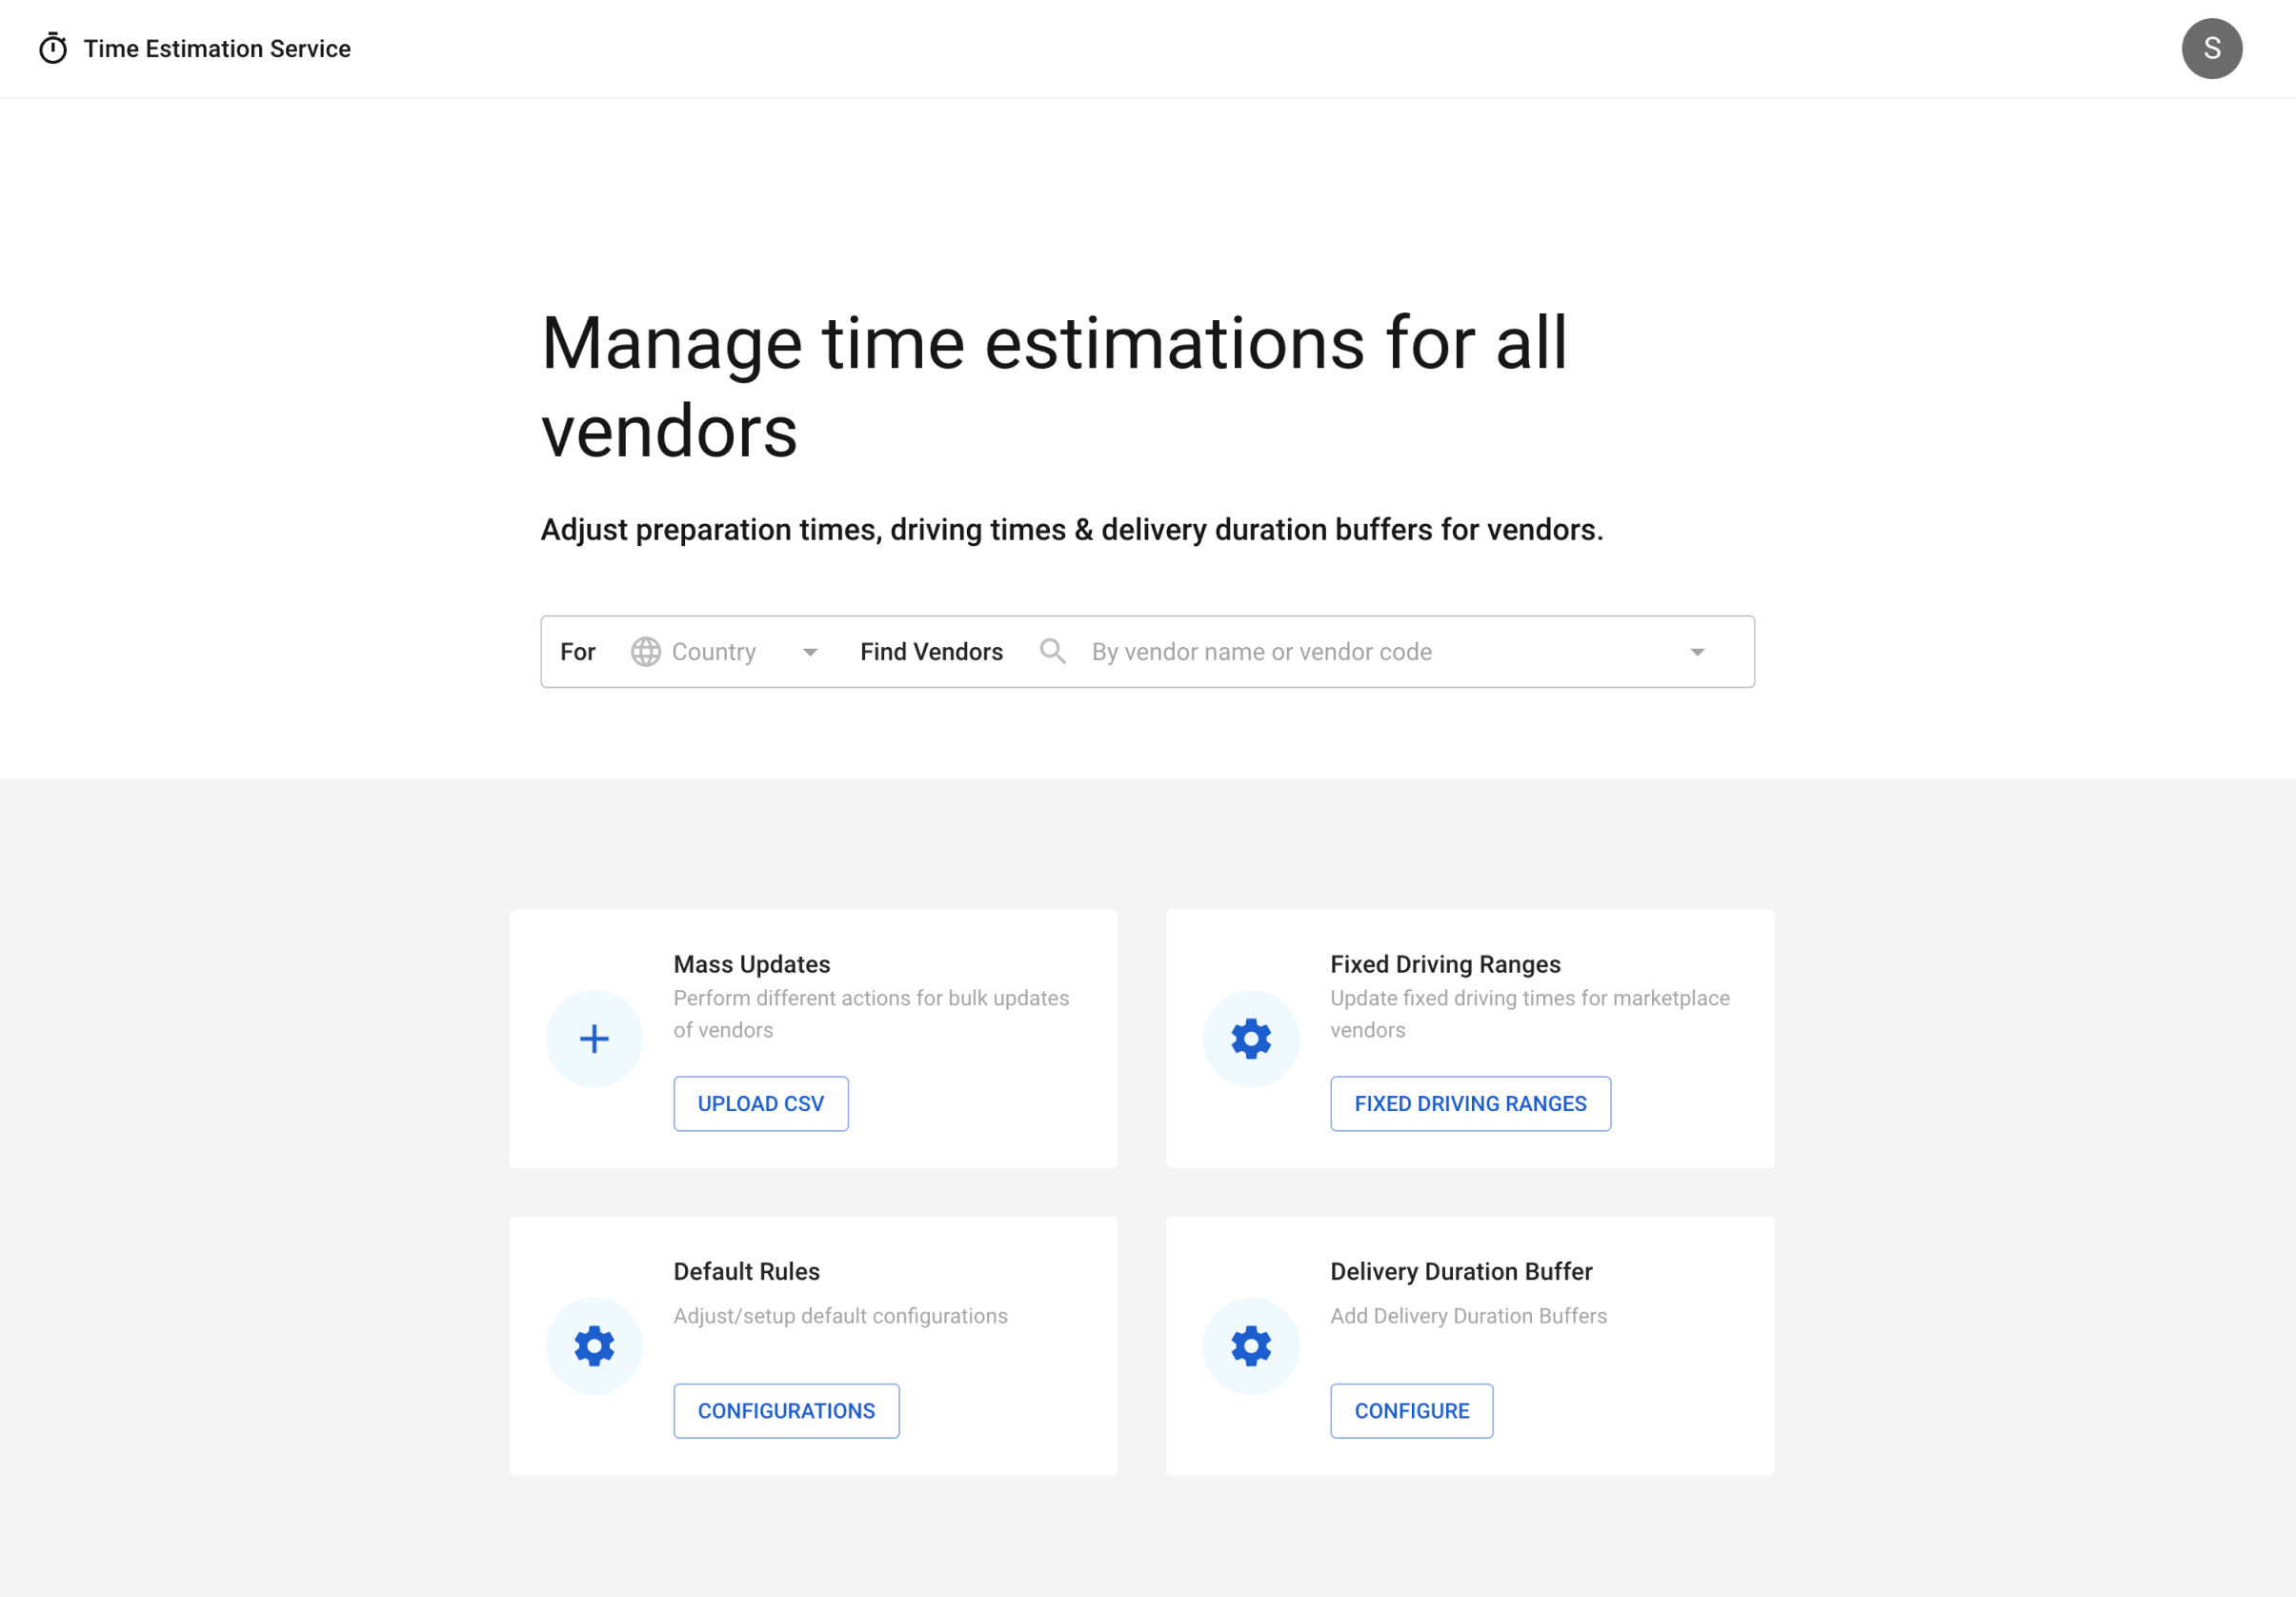 Time Estimation Service
S
Manage time estimations for all
vendors
Adjust preparation times, driving times & delivery duration buffers for vendors.
For Country Find Vendors By vendor name or vendor code
Mass Updates
Perform different actions for bulk updates
of vendors
UPLOAD CSV
Fixed Driving Ranges
Update fixed driving times for marketplace
vendors
FIXED DRIVING RANGES
Default Rules
Adjust/setup default configurations
CONFIGURATIONS
Delivery Duration Buffer
Add Delivery Duration Buffers
CONFIGURE